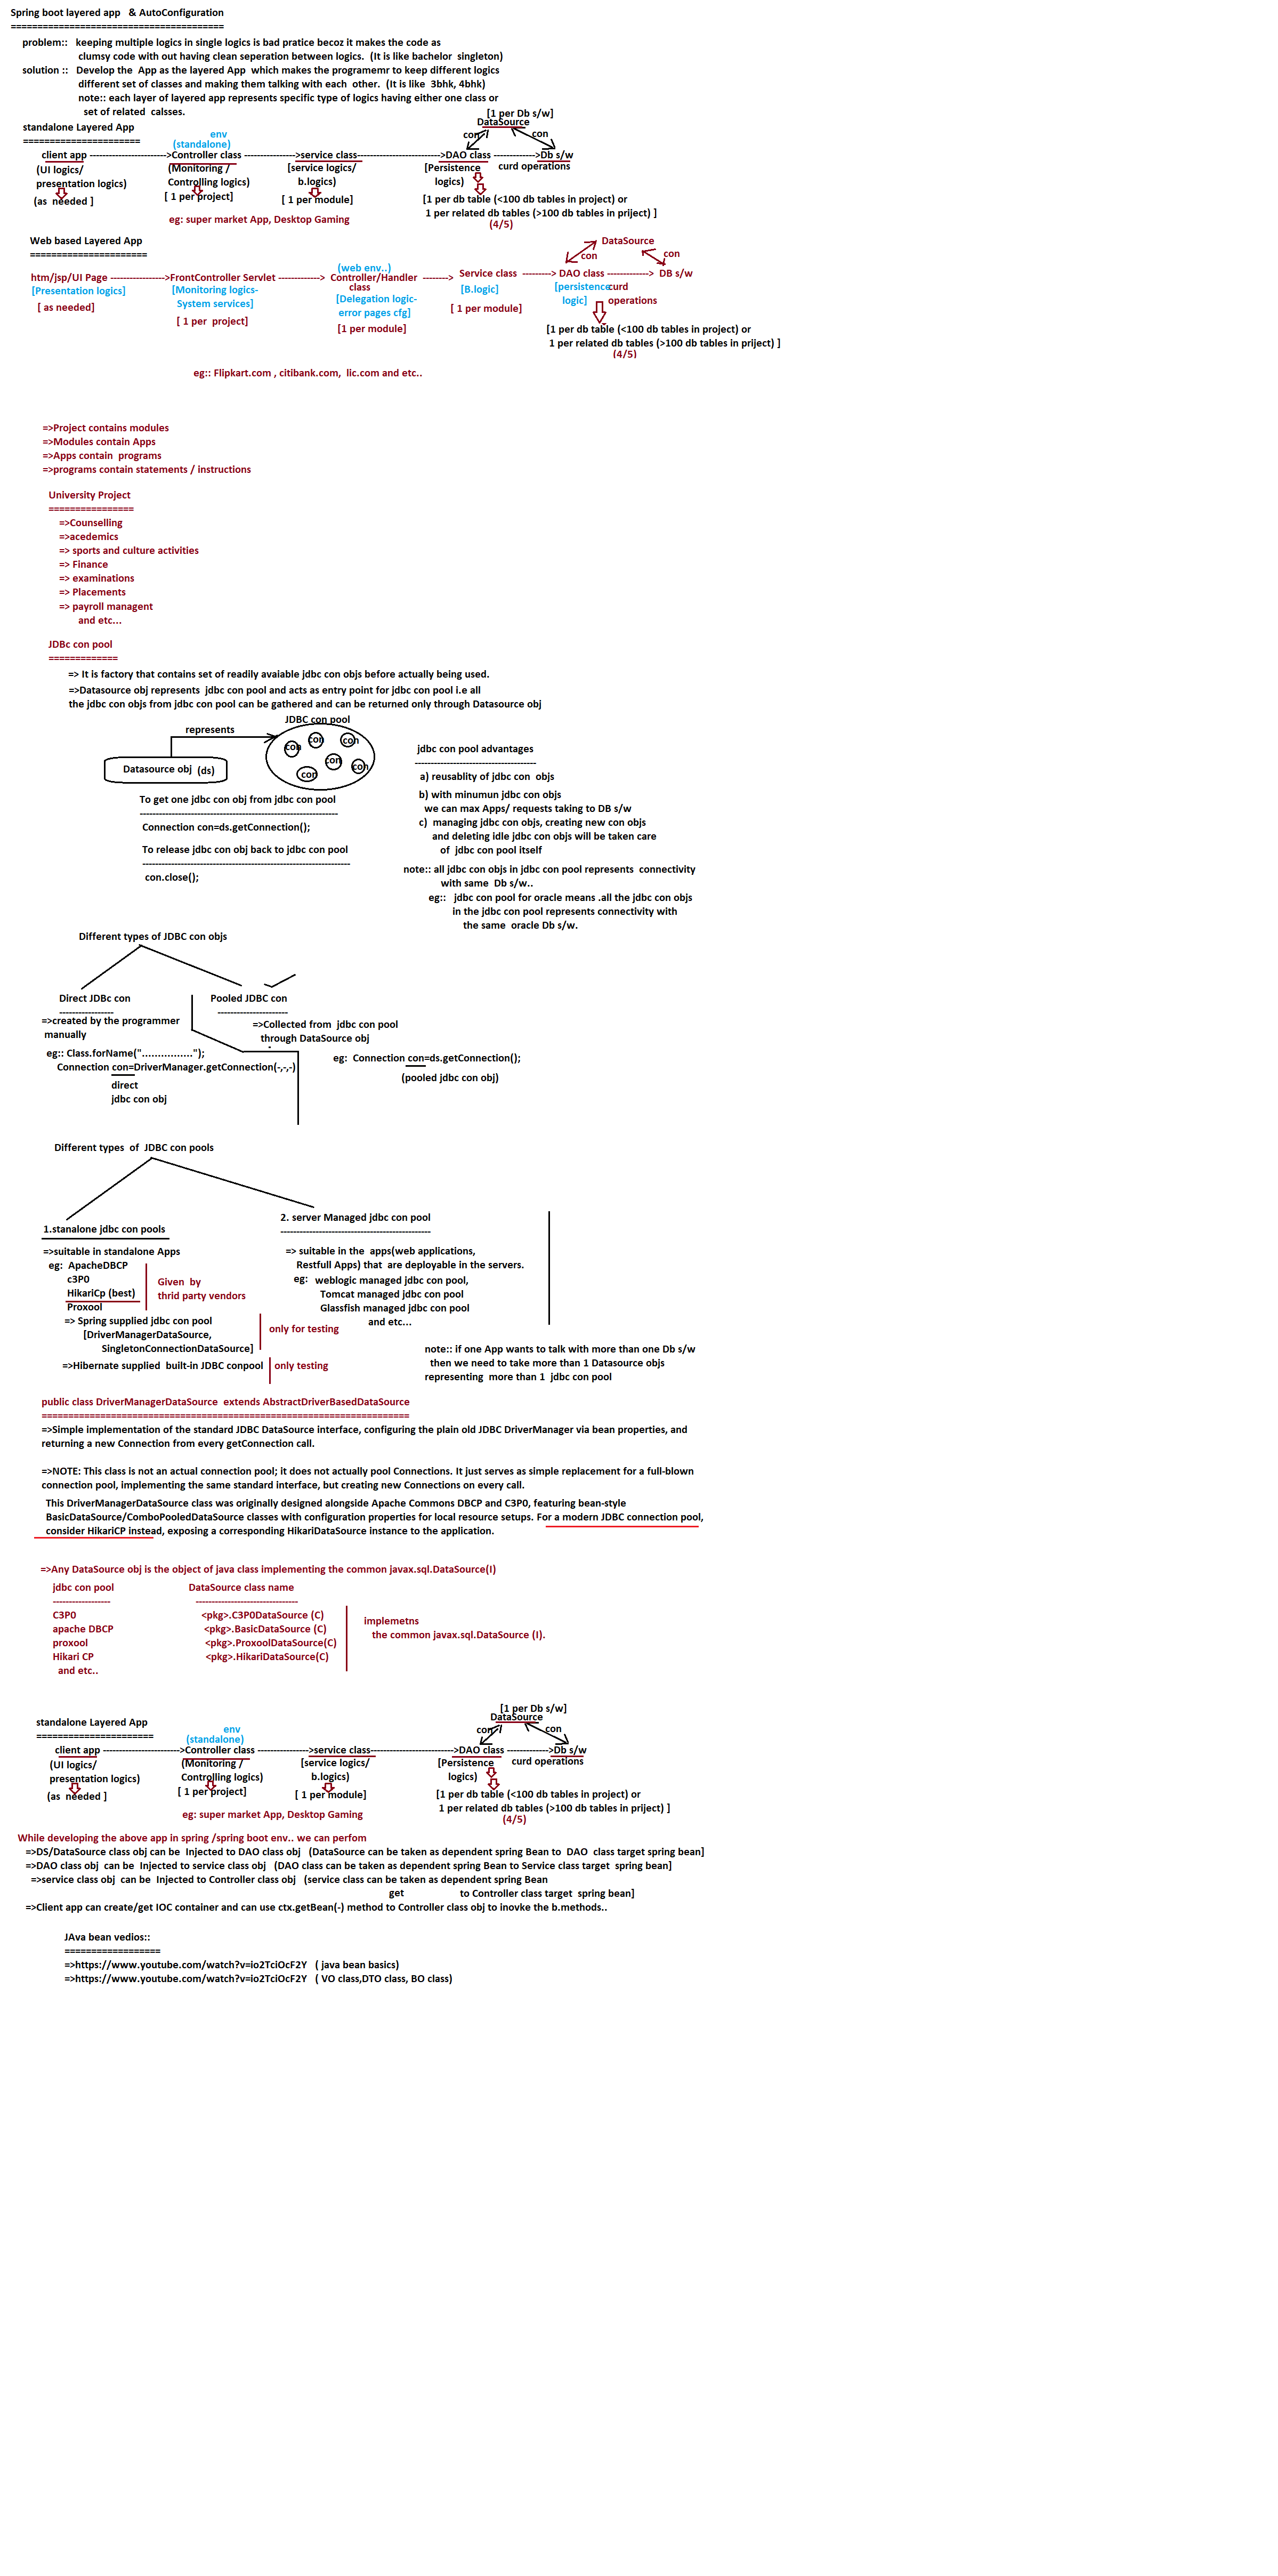 Spring boot layered app   & AutoConfiguration
========================================
problem::   keeping multiple logics in single logics is bad pratice becoz it makes the code as
clumsy code with out having clean seperation between logics.  (It is like bachelor  singleton)
solution ::   Develop the  App as the layered App  which makes the programemr to keep different logics
different set of classes and making them talking with each  other.  (It is like  3bhk, 4bhk)
note:: each layer of layered app represents specific type of logics having either one class or
set of related  calsses.
[1 per Db s/w]
DataSource
standalone Layered App
======================
env
(standalone)
con
con
client app ------------------------>Controller class ---------------->service class-------------------------->DAO class ------------->Db s/w
(UI logics/
presentation logics)
(as  needed ]
(Monitoring /
Controlling logics)
[ 1 per project]
[service logics/
b.logics)
[ 1 per module]
[Persistence
logics)
curd operations
[1 per db table (<100 db tables in project) or
1 per related db tables (>100 db tables in priject) ]
(4/5)
eg: super market App, Desktop Gaming
Web based Layered App
======================
DataSource
con
con
(web env..)
htm/jsp/UI Page ----------------->FrontController Servlet ------------->  Controller/Handler  -------->  Service class  ---------> DAO class ------------->  DB s/w
class
[Presentation logics]
[ as needed]
[Monitoring logics-
System services]
[ 1 per  project]
[Delegation logic-
error pages cfg]
[1 per module]
[B.logic]
[ 1 per module]
[persistence
logic]
curd
operations
[1 per db table (<100 db tables in project) or
1 per related db tables (>100 db tables in priject) ]
(4/5)
eg:: Flipkart.com , citibank.com,  lic.com and etc..
=>Project contains modules
=>Modules contain Apps
=>Apps contain  programs
=>programs contain statements / instructions
University Project
================
=>Counselling
=>acedemics
=> sports and culture activities
=> Finance
=> examinations
=> Placements
=> payroll managent
and etc...
JDBc con pool
=============
=> It is factory that contains set of readily avaiable jdbc con objs before actually being used.
=>Datasource obj represents  jdbc con pool and acts as entry point for jdbc con pool i.e all
the jdbc con objs from jdbc con pool can be gathered and can be returned only through Datasource obj
JDBC con pool
represents
con
con
con
con
con
con
Datasource obj  (ds)
To get one jdbc con obj from jdbc con pool
--------------------------------------------------------------
Connection con=ds.getConnection();
To release jdbc con obj back to jdbc con pool
-----------------------------------------------------------------
con.close();
jdbc con pool advantages
--------------------------------------
a) reusablity of jdbc con  objs
b) with minumun jdbc con objs
we can max Apps/ requests taking to DB s/w
c)  managing jdbc con objs, creating new con objs
and deleting idle jdbc con objs will be taken care
of  jdbc con pool itself
note:: all jdbc con objs in jdbc con pool represents  connectivity
with same  Db s/w..
eg::   jdbc con pool for oracle means .all the jdbc con objs
in the jdbc con pool represents connectivity with
the same  oracle Db s/w.
Different types of JDBC con objs
Direct JDBc con
-----------------
=>created by the programmer
manually
eg:: Class.forName("................");
Connection con=DriverManager.getConnection(-,-,-)
direct
jdbc con obj
Pooled JDBC con
----------------------
=>Collected from  jdbc con pool
through DataSource obj
eg:  Connection con=ds.getConnection();
(pooled jdbc con obj)
Different types  of  JDBC con pools
1.stanalone jdbc con pools
=>suitable in standalone Apps
eg:  ApacheDBCP
c3P0
HikariCp (best)
Proxool
Given  by
thrid party vendors
=> Spring supplied jdbc con pool
[DriverManagerDataSource,
SingletonConnectionDataSource]
only for testing
=>Hibernate supplied  built-in JDBC conpool
only testing
2. server Managed jdbc con pool
-----------------------------------------------
=> suitable in the  apps(web applications,
Restfull Apps) that  are deployable in the servers.
eg:  weblogic managed jdbc con pool,
Tomcat managed jdbc con pool
Glassfish managed jdbc con pool
and etc...
note:: if one App wants to talk with more than one Db s/w
then we need to take more than 1 Datasource objs
representing  more than 1  jdbc con pool
public class DriverManagerDataSource  extends AbstractDriverBasedDataSource
=====================================================================
=>Simple implementation of the standard JDBC DataSource interface, configuring the plain old JDBC DriverManager via bean properties, and
returning a new Connection from every getConnection call.
=>NOTE: This class is not an actual connection pool; it does not actually pool Connections. It just serves as simple replacement for a full-blown
connection pool, implementing the same standard interface, but creating new Connections on every call.
This DriverManagerDataSource class was originally designed alongside Apache Commons DBCP and C3P0, featuring bean-style
BasicDataSource/ComboPooledDataSource classes with configuration properties for local resource setups. For a modern JDBC connection pool,
consider HikariCP instead, exposing a corresponding HikariDataSource instance to the application.
=>Any DataSource obj is the object of java class implementing the common javax.sql.DataSource(I)
jdbc con pool   DataSource class name
------------------   --------------------------------
C3P0   <pkg>.C3P0DataSource (C)
apache DBCP   <pkg>.BasicDataSource (C)
proxool   <pkg>.ProxoolDataSource(C)
Hikari CP   <pkg>.HikariDataSource(C)
and etc..
implemetns
the common javax.sql.DataSource (I).
[1 per Db s/w]
DataSource
standalone Layered App
======================
env
(standalone)
con
con
client app ------------------------>Controller class ---------------->service class-------------------------->DAO class ------------->Db s/w
(UI logics/
presentation logics)
(as  needed ]
(Monitoring /
Controlling logics)
[ 1 per project]
[service logics/
b.logics)
[ 1 per module]
[Persistence
logics)
curd operations
[1 per db table (<100 db tables in project) or
1 per related db tables (>100 db tables in priject) ]
(4/5)
eg: super market App, Desktop Gaming
While developing the above app in spring /spring boot env.. we can perfom
=>DS/DataSource class obj can be  Injected to DAO class obj   (DataSource can be taken as dependent spring Bean to  DAO  class target spring bean]
=>DAO class obj  can be  Injected to service class obj   (DAO class can be taken as dependent spring Bean to Service class target  spring bean]
=>service class obj  can be  Injected to Controller class obj   (service class can be taken as dependent spring Bean
get   to Controller class target  spring bean]
=>Client app can create/get IOC container and can use ctx.getBean(-) method to Controller class obj to inovke the b.methods..
JAva bean vedios::
==================
=>https://www.youtube.com/watch?v=io2TciOcF2Y   ( java bean basics)
=>https://www.youtube.com/watch?v=io2TciOcF2Y   ( VO class,DTO class, BO class)